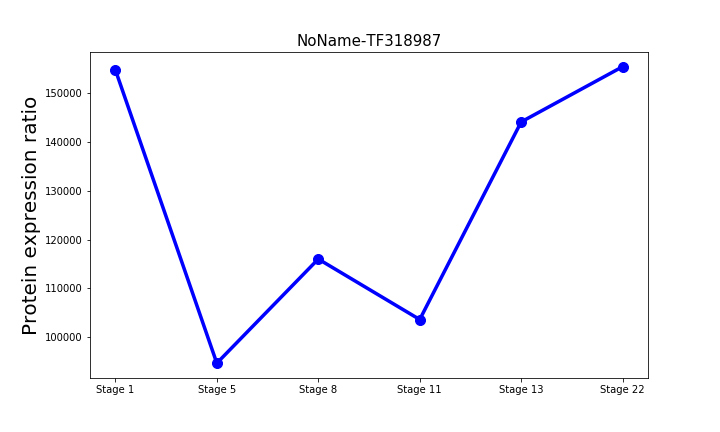 NoName-TF318987
Protein expression ratio
150000
140000
130000
120000
110000
100000
Stage 1 Stage 5 Stage 8 Stage 11 Stage 13 Stage 22